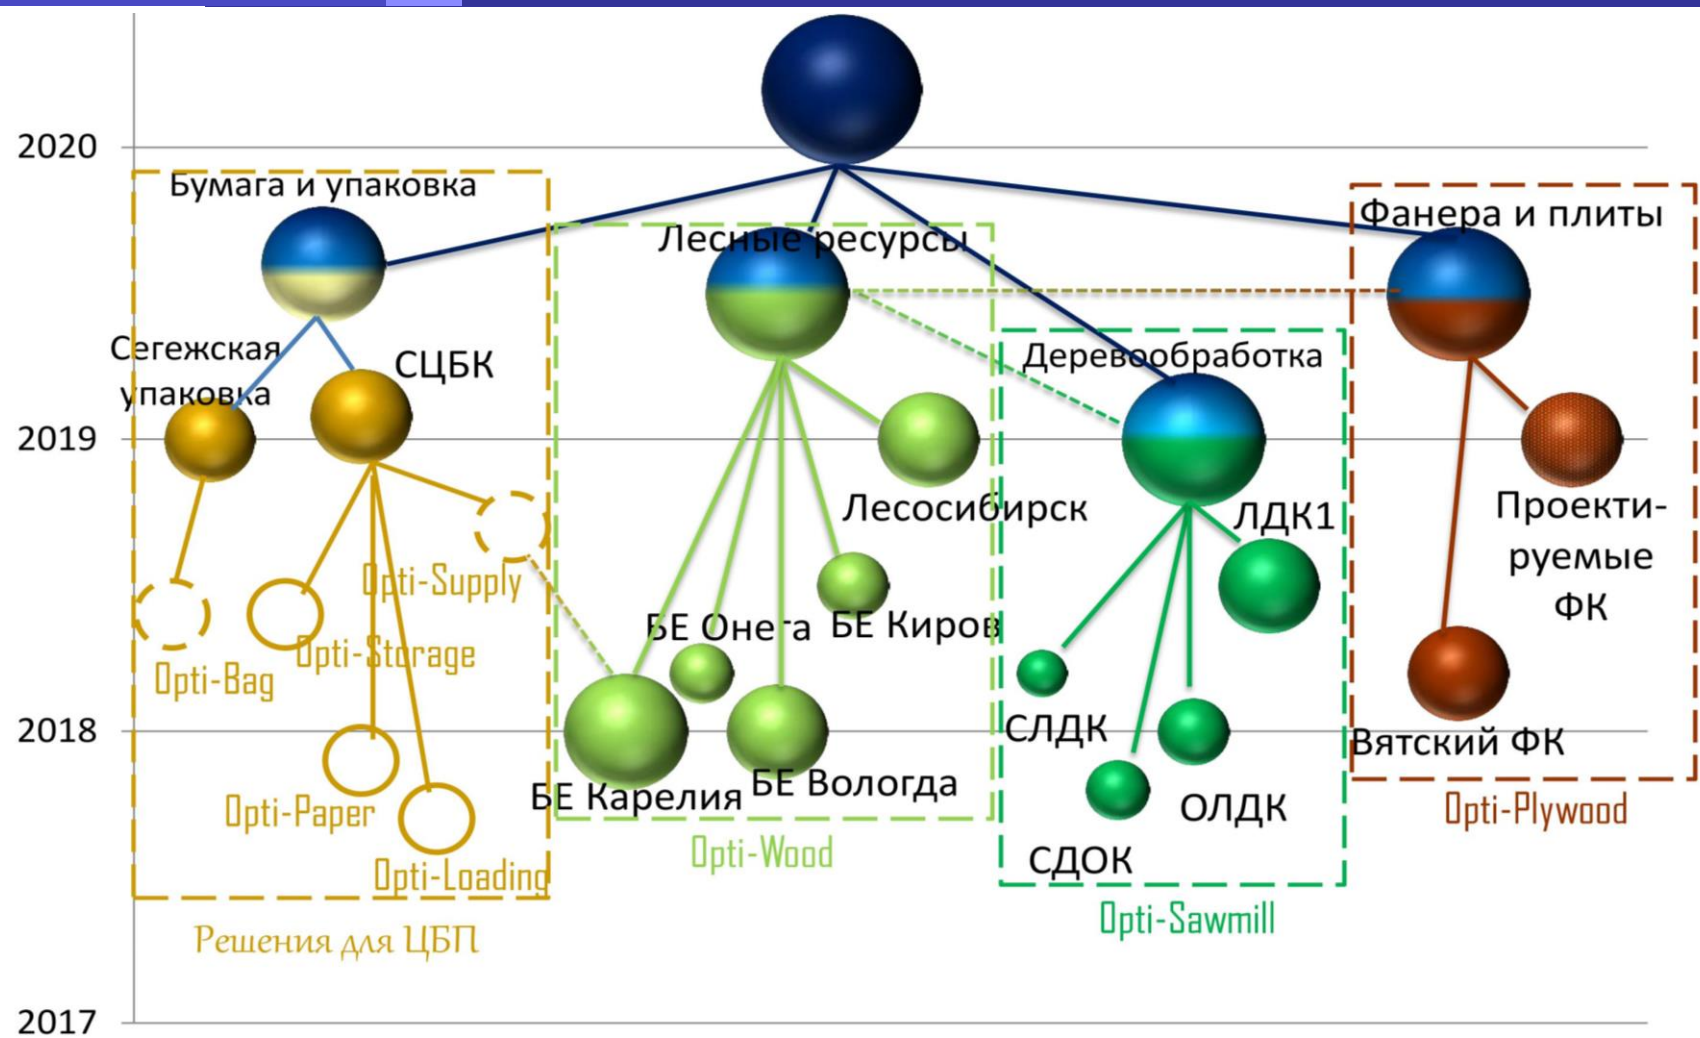 2020
2019
2018
2017
Бумага и упаковка
Сегежская
упаковка
СЦБК
Opti-Supply
Opti-Storage
Opti-Bag
Opti-Paper
Opti-Loading
Решения для ЦБП
Лесные ресурсы
Лесосибирск
БЕ Онега
БЕ Киров
БЕ Карелия
БЕ Вологда
Opti-Wood
Деревообработка
ЛДК1
СЛДК
ОЛДК
СДОК
Opti-Sawmill
Фанера и плиты
Проекти-
руемые
ФК
Вятский ФК
Opti-Plywood